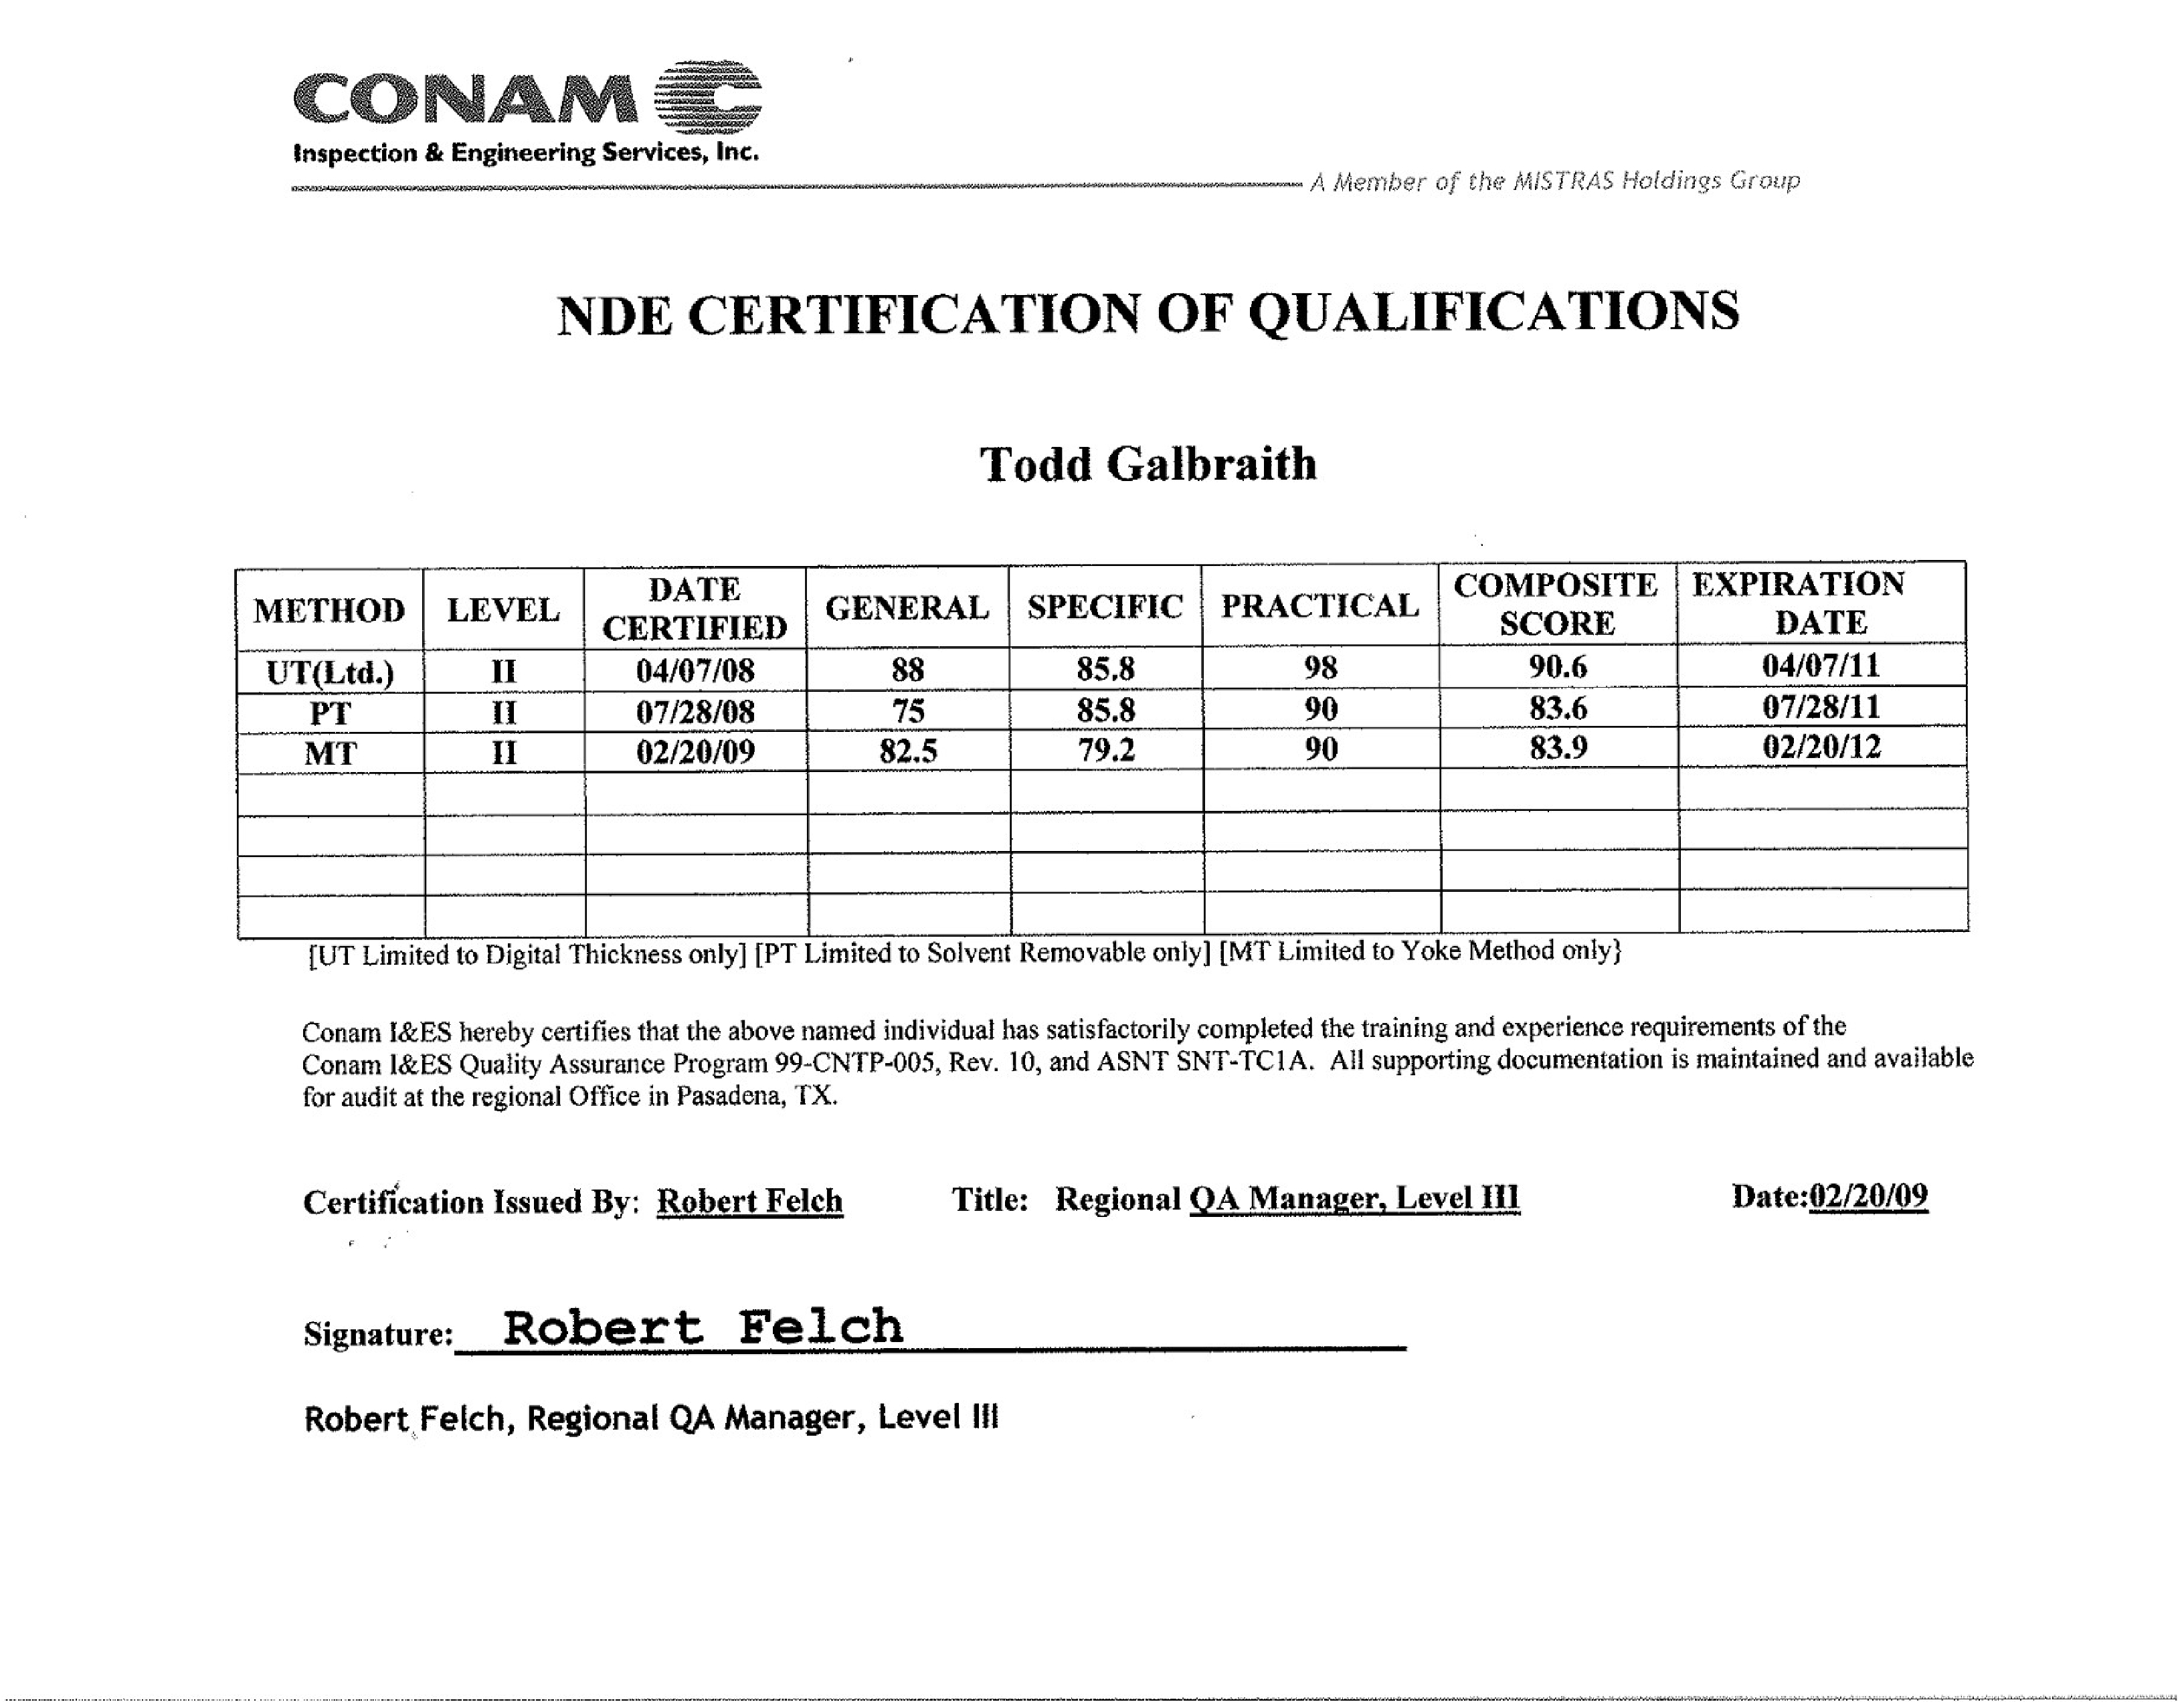 CONAM C
Inspection & Engineering Services, Inc.
A Member of the MISTRAS Holdings Group
NDE CERTIFICATION OF QUALIFICATIONS
Todd Galbraith
METHOD LEVEL DATE CERTIFIED GENERAL SPECIFIC PRACTICAL COMPOSITE SCORE EXPIRATION DATE
UT(Ltd.) II 04/07/08 88 85.8 98 90.6 04/07/11
PT II 07/28/08 75 85.8 90 83.6 07/28/11
MT II 02/20/09 82.5 79.2 90 83.9 02/20/12
[UT Limited to Digital Thickness only] [PT Limited to Solvent Removable only] [MT Limited to Yoke Method only}
Conam I&ES hereby certifies that the above named individual has satisfactorily completed the training and experience requirements of the
Conam I&ES Quality Assurance Program 99-CNTP-005, Rev. 10, and ASNT SNT-TC1A. All supporting documentation is maintained and available
for audit at the regional Office in Pasadena, TX.
Certification Issued By: Robert Felch Title: Regional QA Manager, Level III Date:02/20/09
Signature: Robert Felch
Robert Felch, Regional QA Manager, Level III